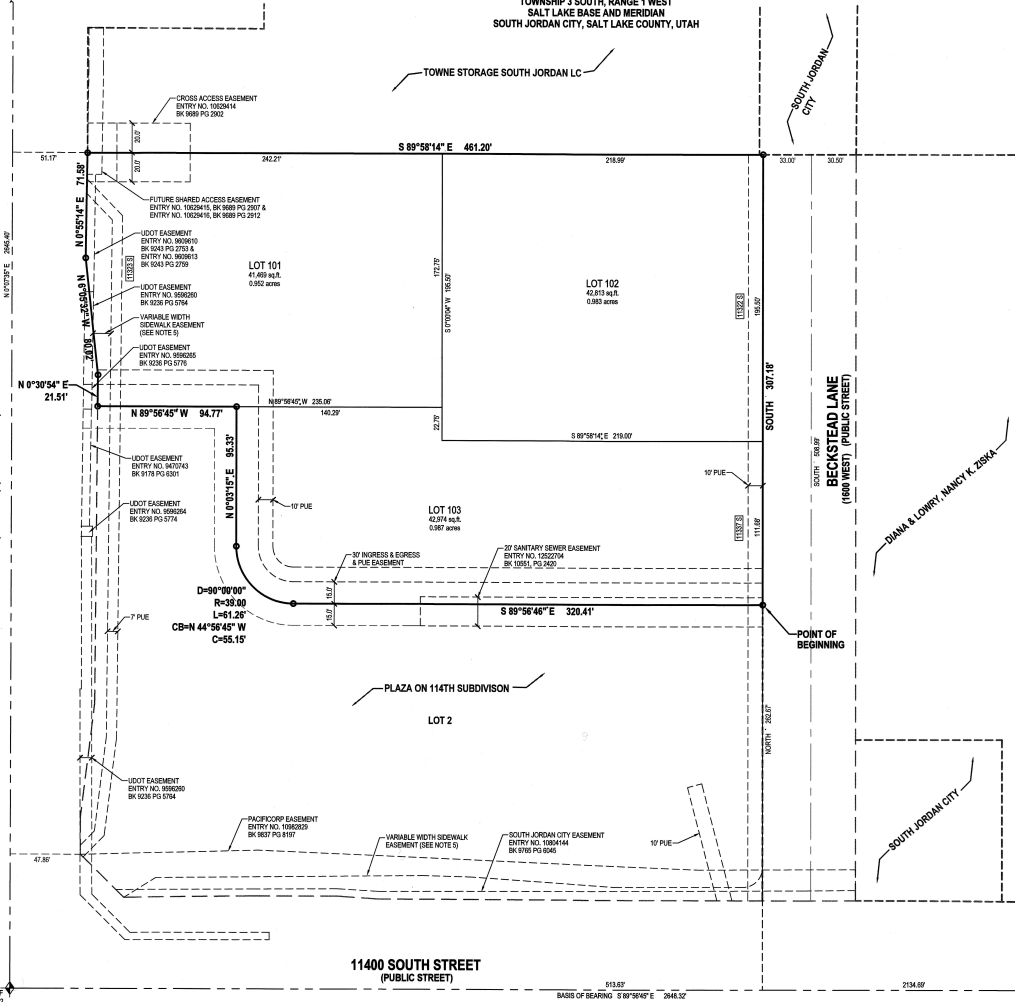 TOWNSHIP 3 SOUTH, RANGE 1 WEST
SALT LAKE BASE AND MERIDIAN
SOUTH JORDAN CITY, SALT LAKE COUNTY, UTAH
TOWNE STORAGE SOUTH JORDAN LC
SOUTH JORDAN
CITY
CROSS ACCESS EASEMENT
ENTRY NO. 10629414
BK 9689 PG 2902
20.0'
20.0'
51.17'
S 89°58'14" E 461.20'
242.21'
218.99'
33.00'
30.50'
N 0°55'14" E 71.58'
FUTURE SHARED ACCESS EASEMENT
ENTRY NO. 10629415, BK 9689 PG 2907 &
ENTRY NO. 10629416, BK 9689 PG 2912
N 0°07'35" E 2645.40'
UDOT EASEMENT
ENTRY NO. 9609610
BK 9243 PG 2753 &
ENTRY NO. 9609613
BK 9243 PG 2759
11323 S
LOT 101
41,469 sq.ft.
0.952 acres
172.75'
S 0°00'04" W 195.50'
LOT 102
42,813 sq.ft.
0.983 acres
11322 S
195.50'
UDOT EASEMENT
ENTRY NO. 9596260
BK 9236 PG 5764
N 6°05'32" W 80.02'
VARIABLE WIDTH
SIDEWALK EASEMENT
(SEE NOTE 5)
UDOT EASEMENT
ENTRY NO. 9596265
BK 9236 PG 5776
N 0°30'54" E
21.51'
SOUTH 307.18'
BECKSTEAD LANE
(1600 WEST) (PUBLIC STREET)
SOUTH 508.99'
N 89°56'45" W 94.77'
N 89°56'45" W 235.06'
140.29'
22.75'
S 89°58'14" E 219.00'
N 0°03'15" E 95.33'
UDOT EASEMENT
ENTRY NO. 9470743
BK 9178 PG 6301
10' PUE
10' PUE
DIANA & LOWRY, NANCY K. ZISKA
UDOT EASEMENT
ENTRY NO. 9596264
BK 9236 PG 5774
LOT 103
42,974 sq.ft.
0.987 acres
11337 S
111.68'
30' INGRESS & EGRESS
& PUE EASEMENT
20' SANITARY SEWER EASEMENT
ENTRY NO. 12522704
BK 10551, PG 2420
D=90°00'00"
R=39.00
L=61.26'
CB=N 44°56'45" W
C=55.15'
15.0'
15.0'
S 89°56'46" E 320.41'
7' PUE
POINT OF
BEGINNING
PLAZA ON 114TH SUBDIVISON
LOT 2
NORTH 262.67'
UDOT EASEMENT
ENTRY NO. 9596260
BK 9236 PG 5764
SOUTH JORDAN CITY
PACIFICORP EASEMENT
ENTRY NO. 10982829
BK 9837 PG 8197
VARIABLE WIDTH SIDEWALK
EASEMENT (SEE NOTE 5)
SOUTH JORDAN CITY EASEMENT
ENTRY NO. 10804144
BK 9765 PG 6045
10' PUE
47.86'
11400 SOUTH STREET
(PUBLIC STREET)
513.63'
2134.69'
BASIS OF BEARING S 89°56'45" E 2648.32'